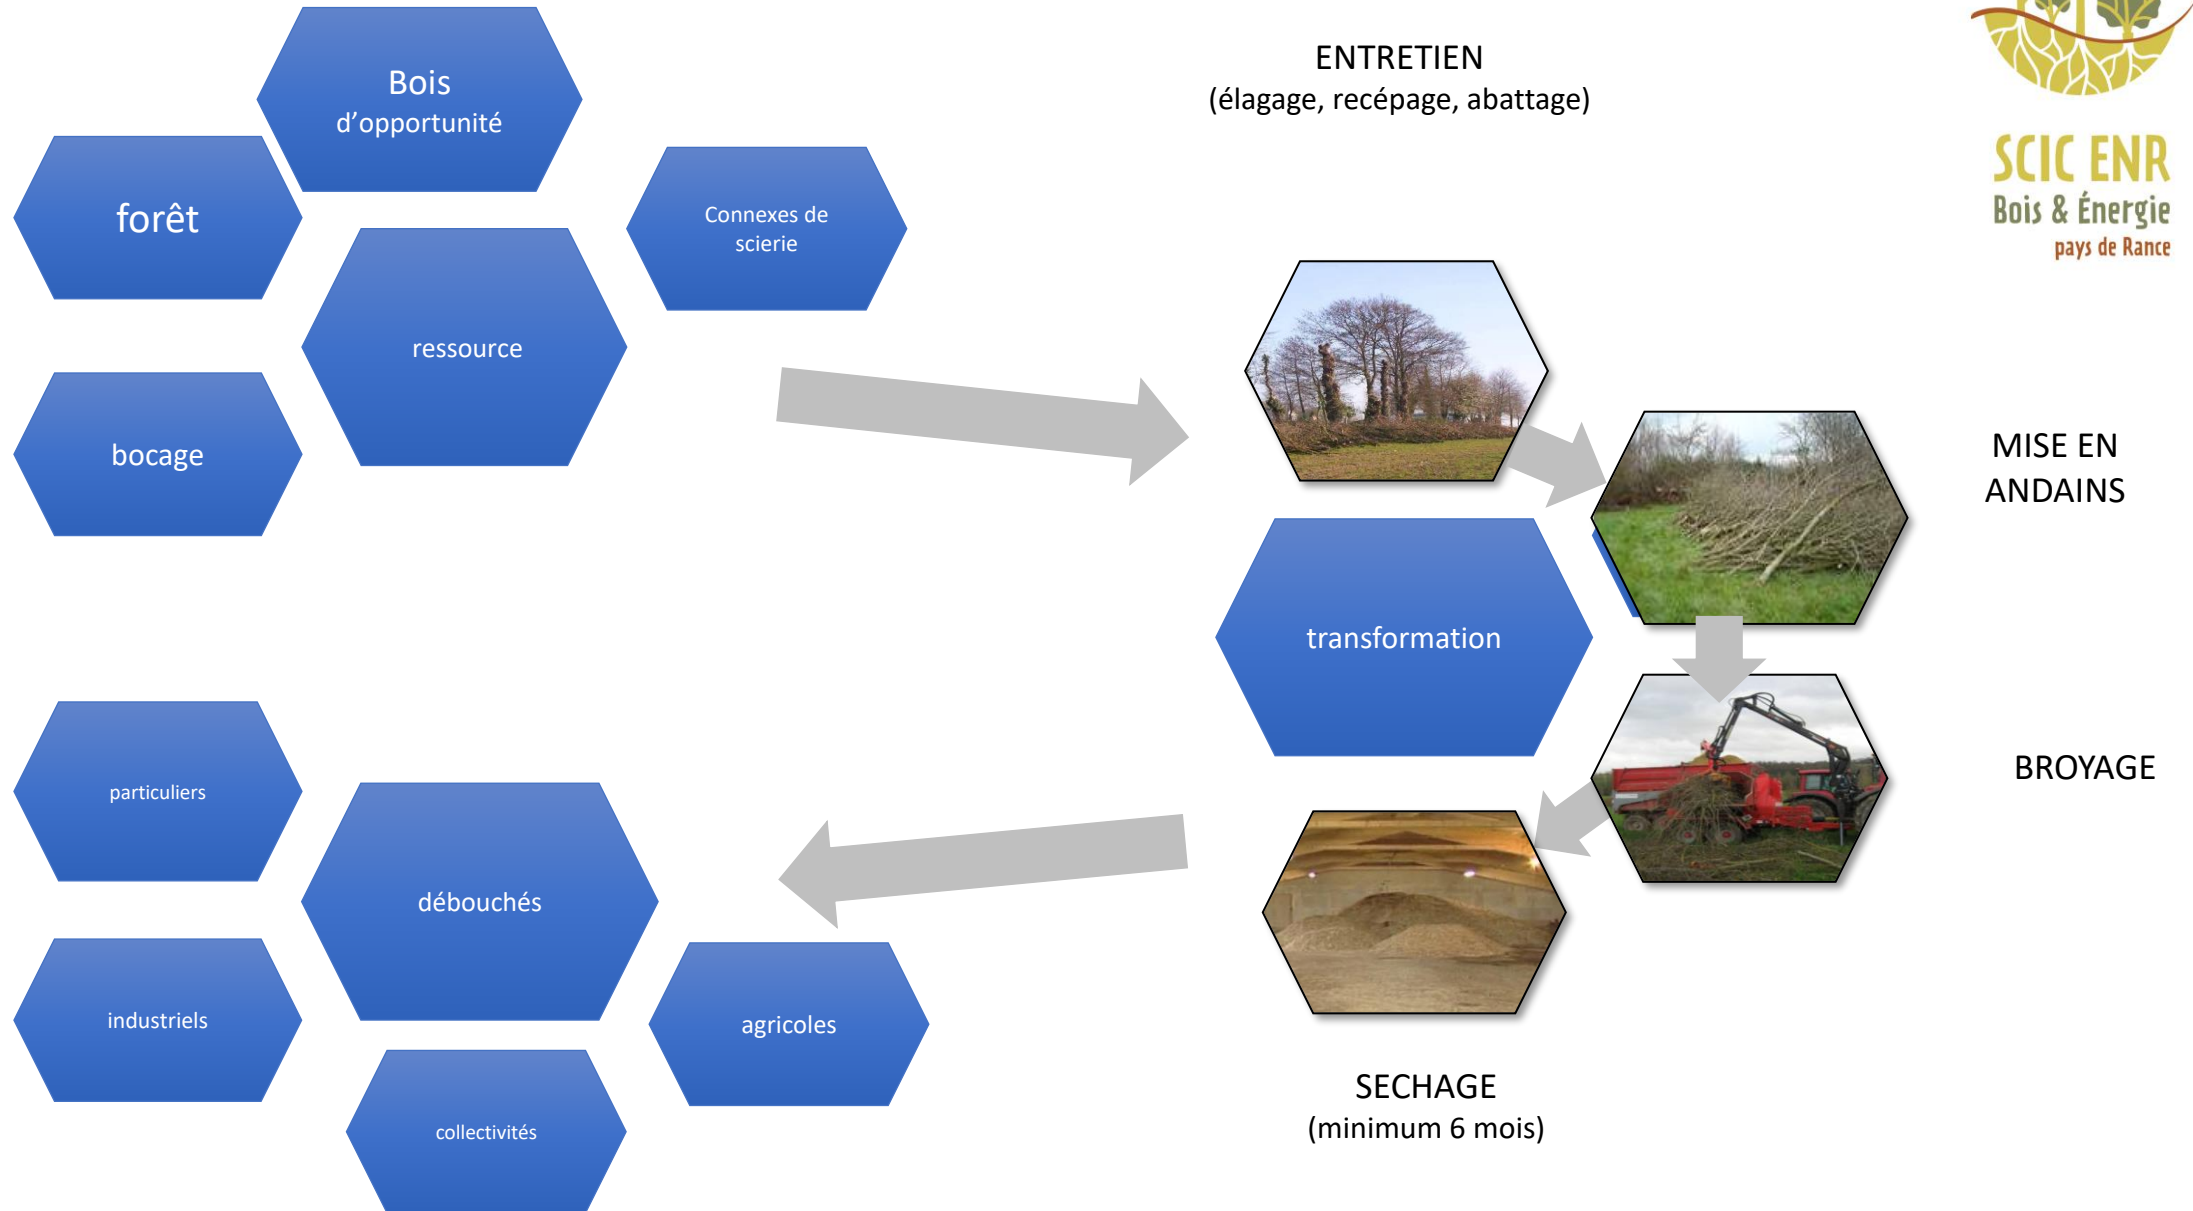 Bois
d'opportunité
forêt
Connexes de
scierie
ressource
bocage
ENTRETIEN
(élagage, recépage, abattage)
SCIC ENR
Bois & Énergie
pays de Rance
MISE EN
ANDAINS
transformation
BROYAGE
SECHAGE
(minimum 6 mois)
particuliers
débouchés
industriels
agricoles
collectivités